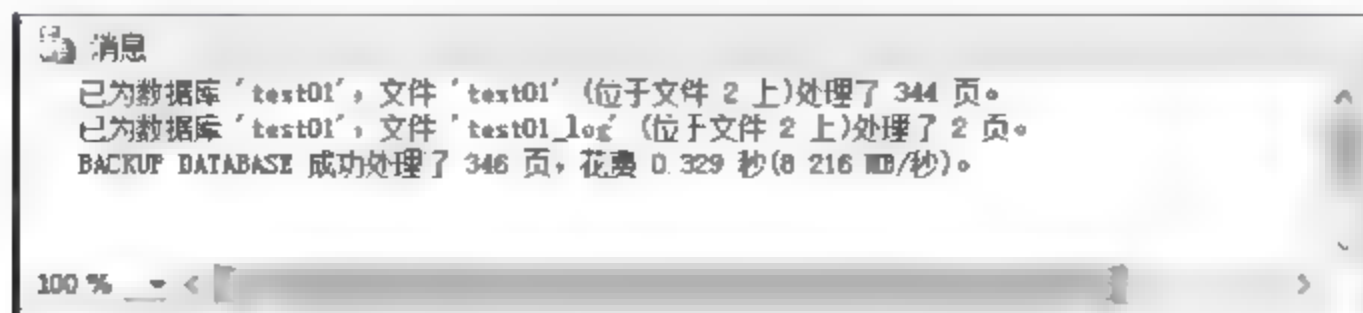 消息
已为数据库 'test01'，文件 'test01' (位于文件 2 上)处理了 344 页。
已为数据库 'test01'，文件 'test01_log' (位于文件 2 上)处理了 2 页。
BACKUP DATABASE 成功处理了 346 页，花费 0.329 秒(8.216 MB/秒)。
100 %